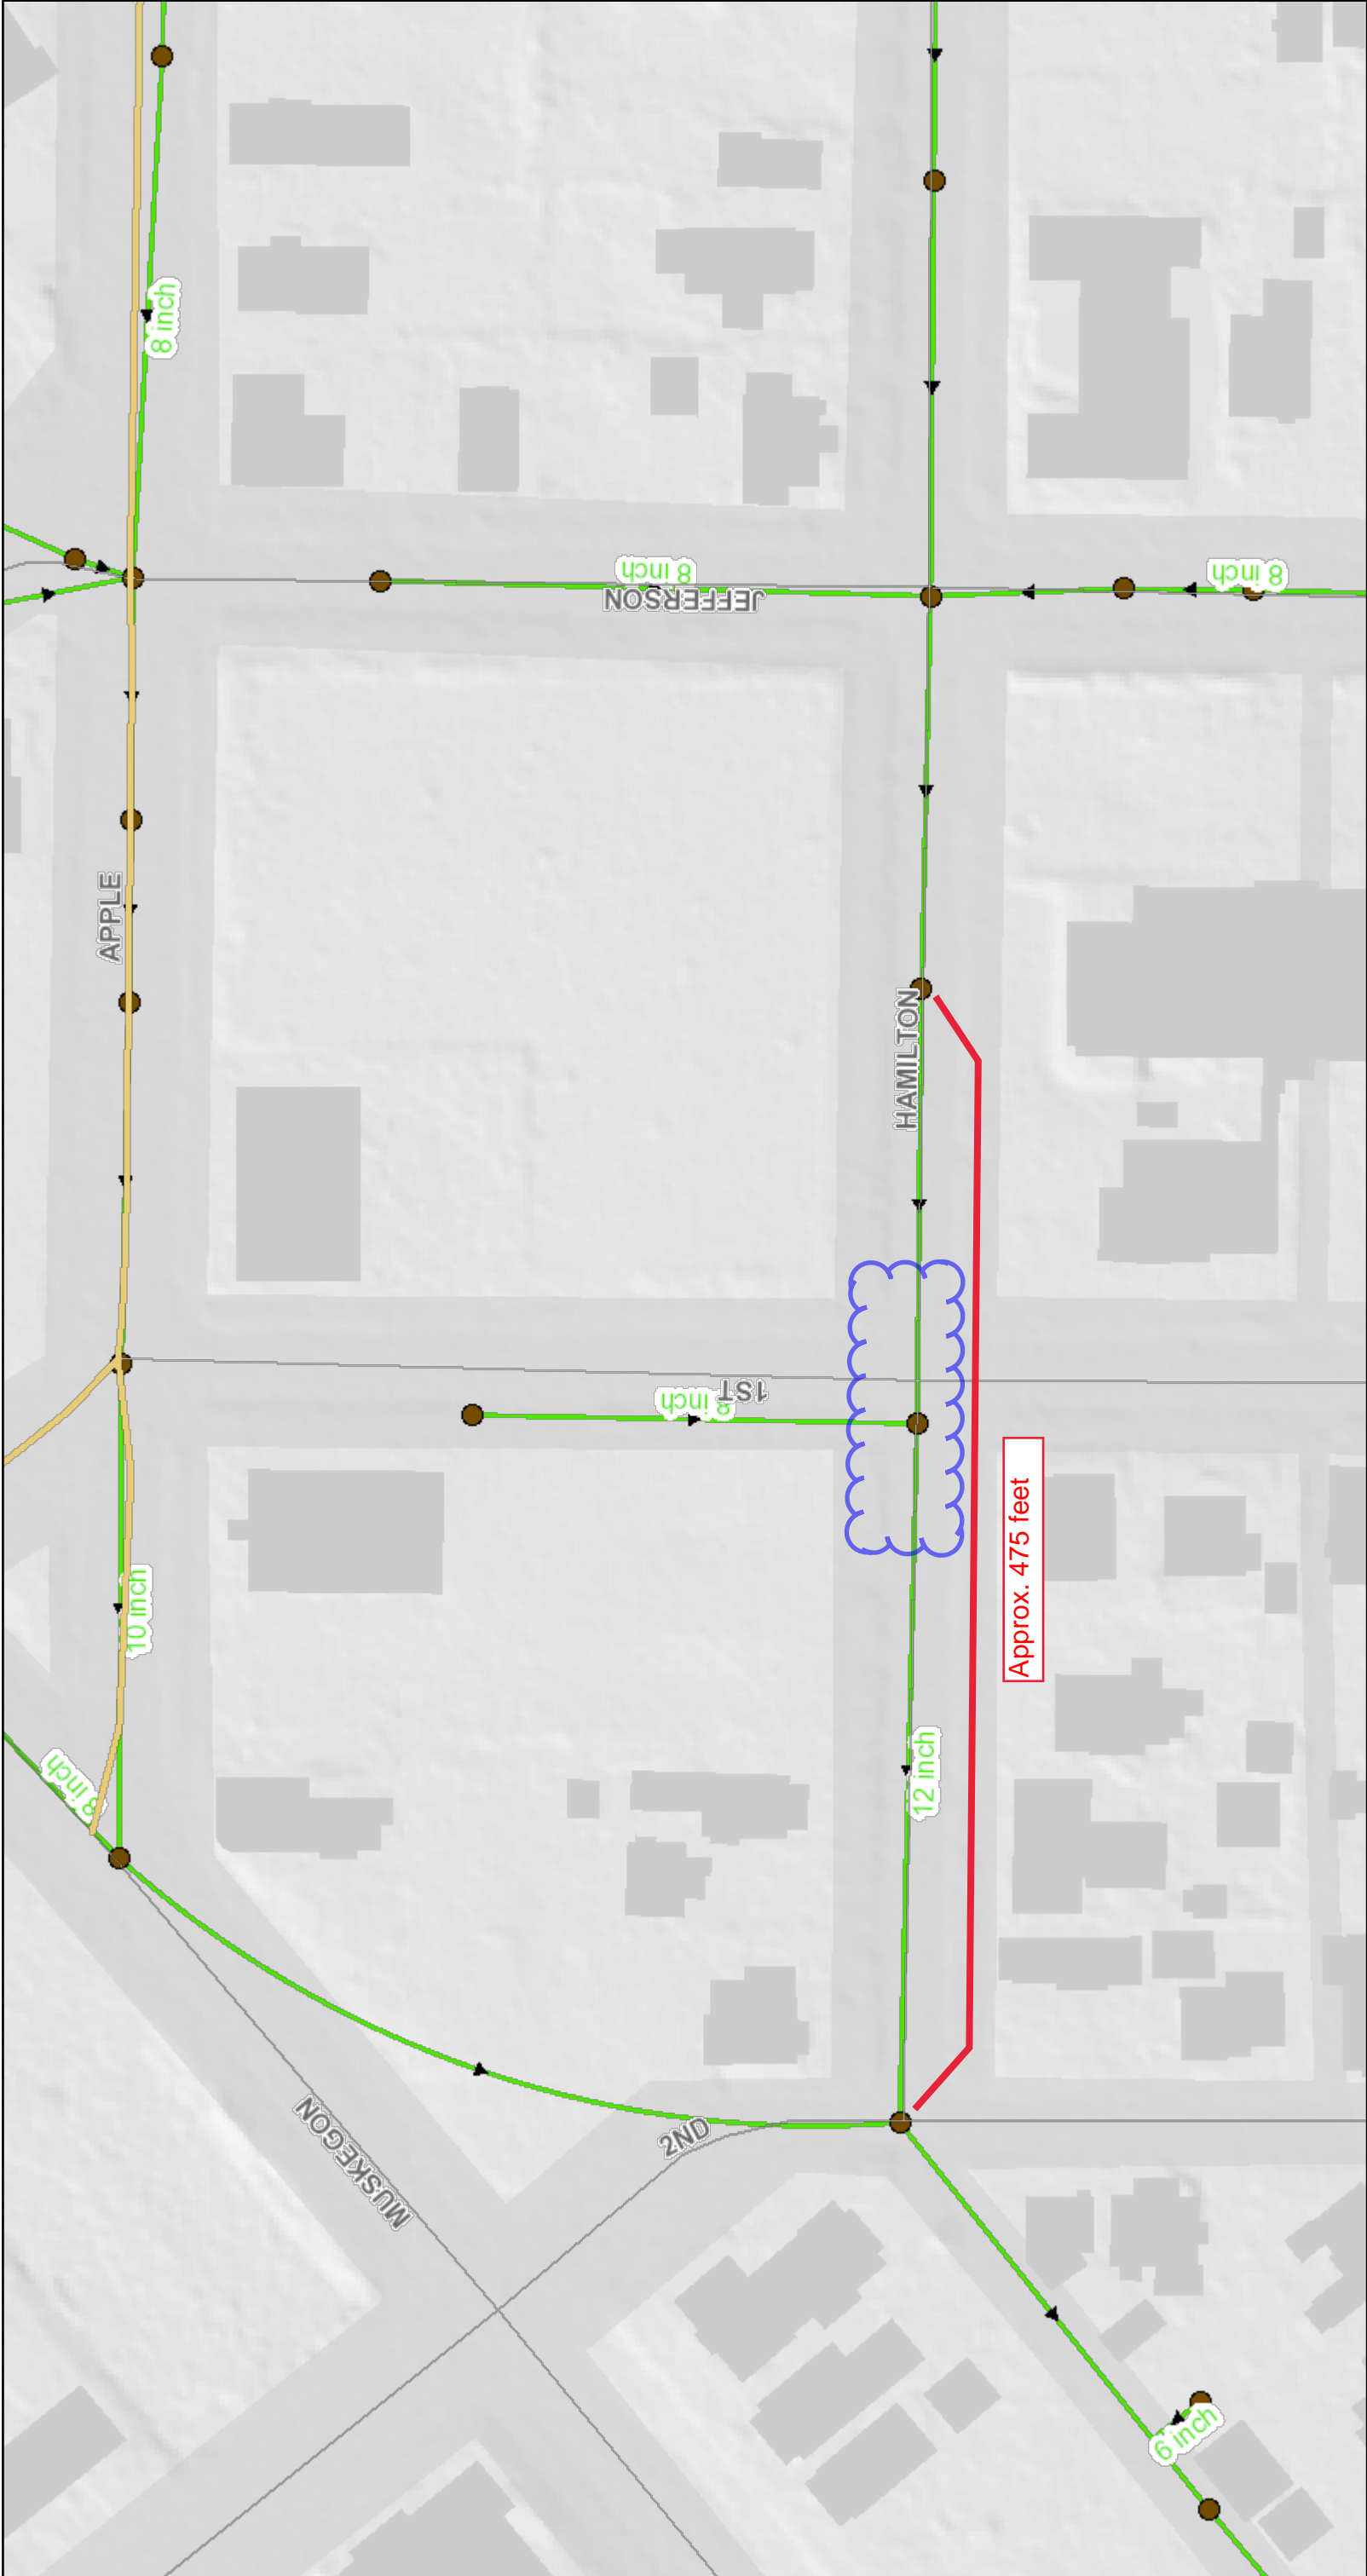 8 inch
8 inch
8 inch
JEFFERSON
APPLE
HAMILTON
1ST
8 inch
Approx. 475 feet
10 inch
12 inch
8 inch
MUSKEGON
2ND
6 inch